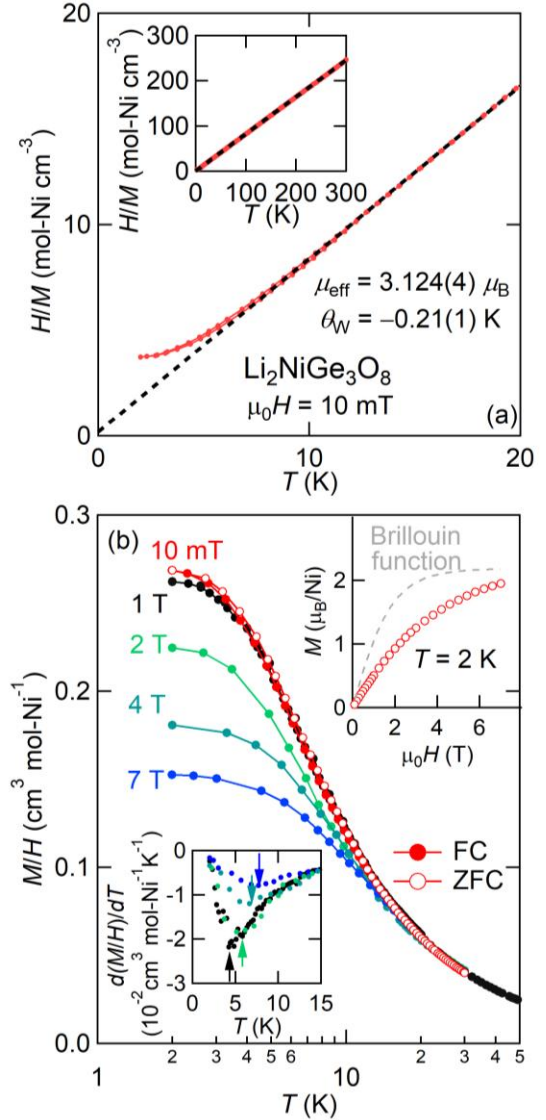 20
10
0
H/M (mol-Ni cm⁻³)
300
200
100
0
H/M (mol-Ni cm⁻³)
0 100 200 300
T (K)
μeff = 3.124(4) μB
θW = −0.21(1) K
Li₂NiGe₃O₈
μ₀H = 10 mT
(a)
0 10 20
T (K)
0.3
0.2
0.1
0.0
M/H (cm³ mol-Ni⁻¹)
(b)
10 mT
1 T
2 T
4 T
7 T
Brillouin
function
2
1
0
M (μB/Ni)
T = 2 K
0 2 4 6
μ₀H (T)
FC
ZFC
0
-1
-2
-3
d(M/H)/dT
(10⁻² cm³ mol-Ni⁻¹K⁻¹)
0 5 10 15
T (K)
1 2 3 4 5 6 10 2 3 4 5
T (K)